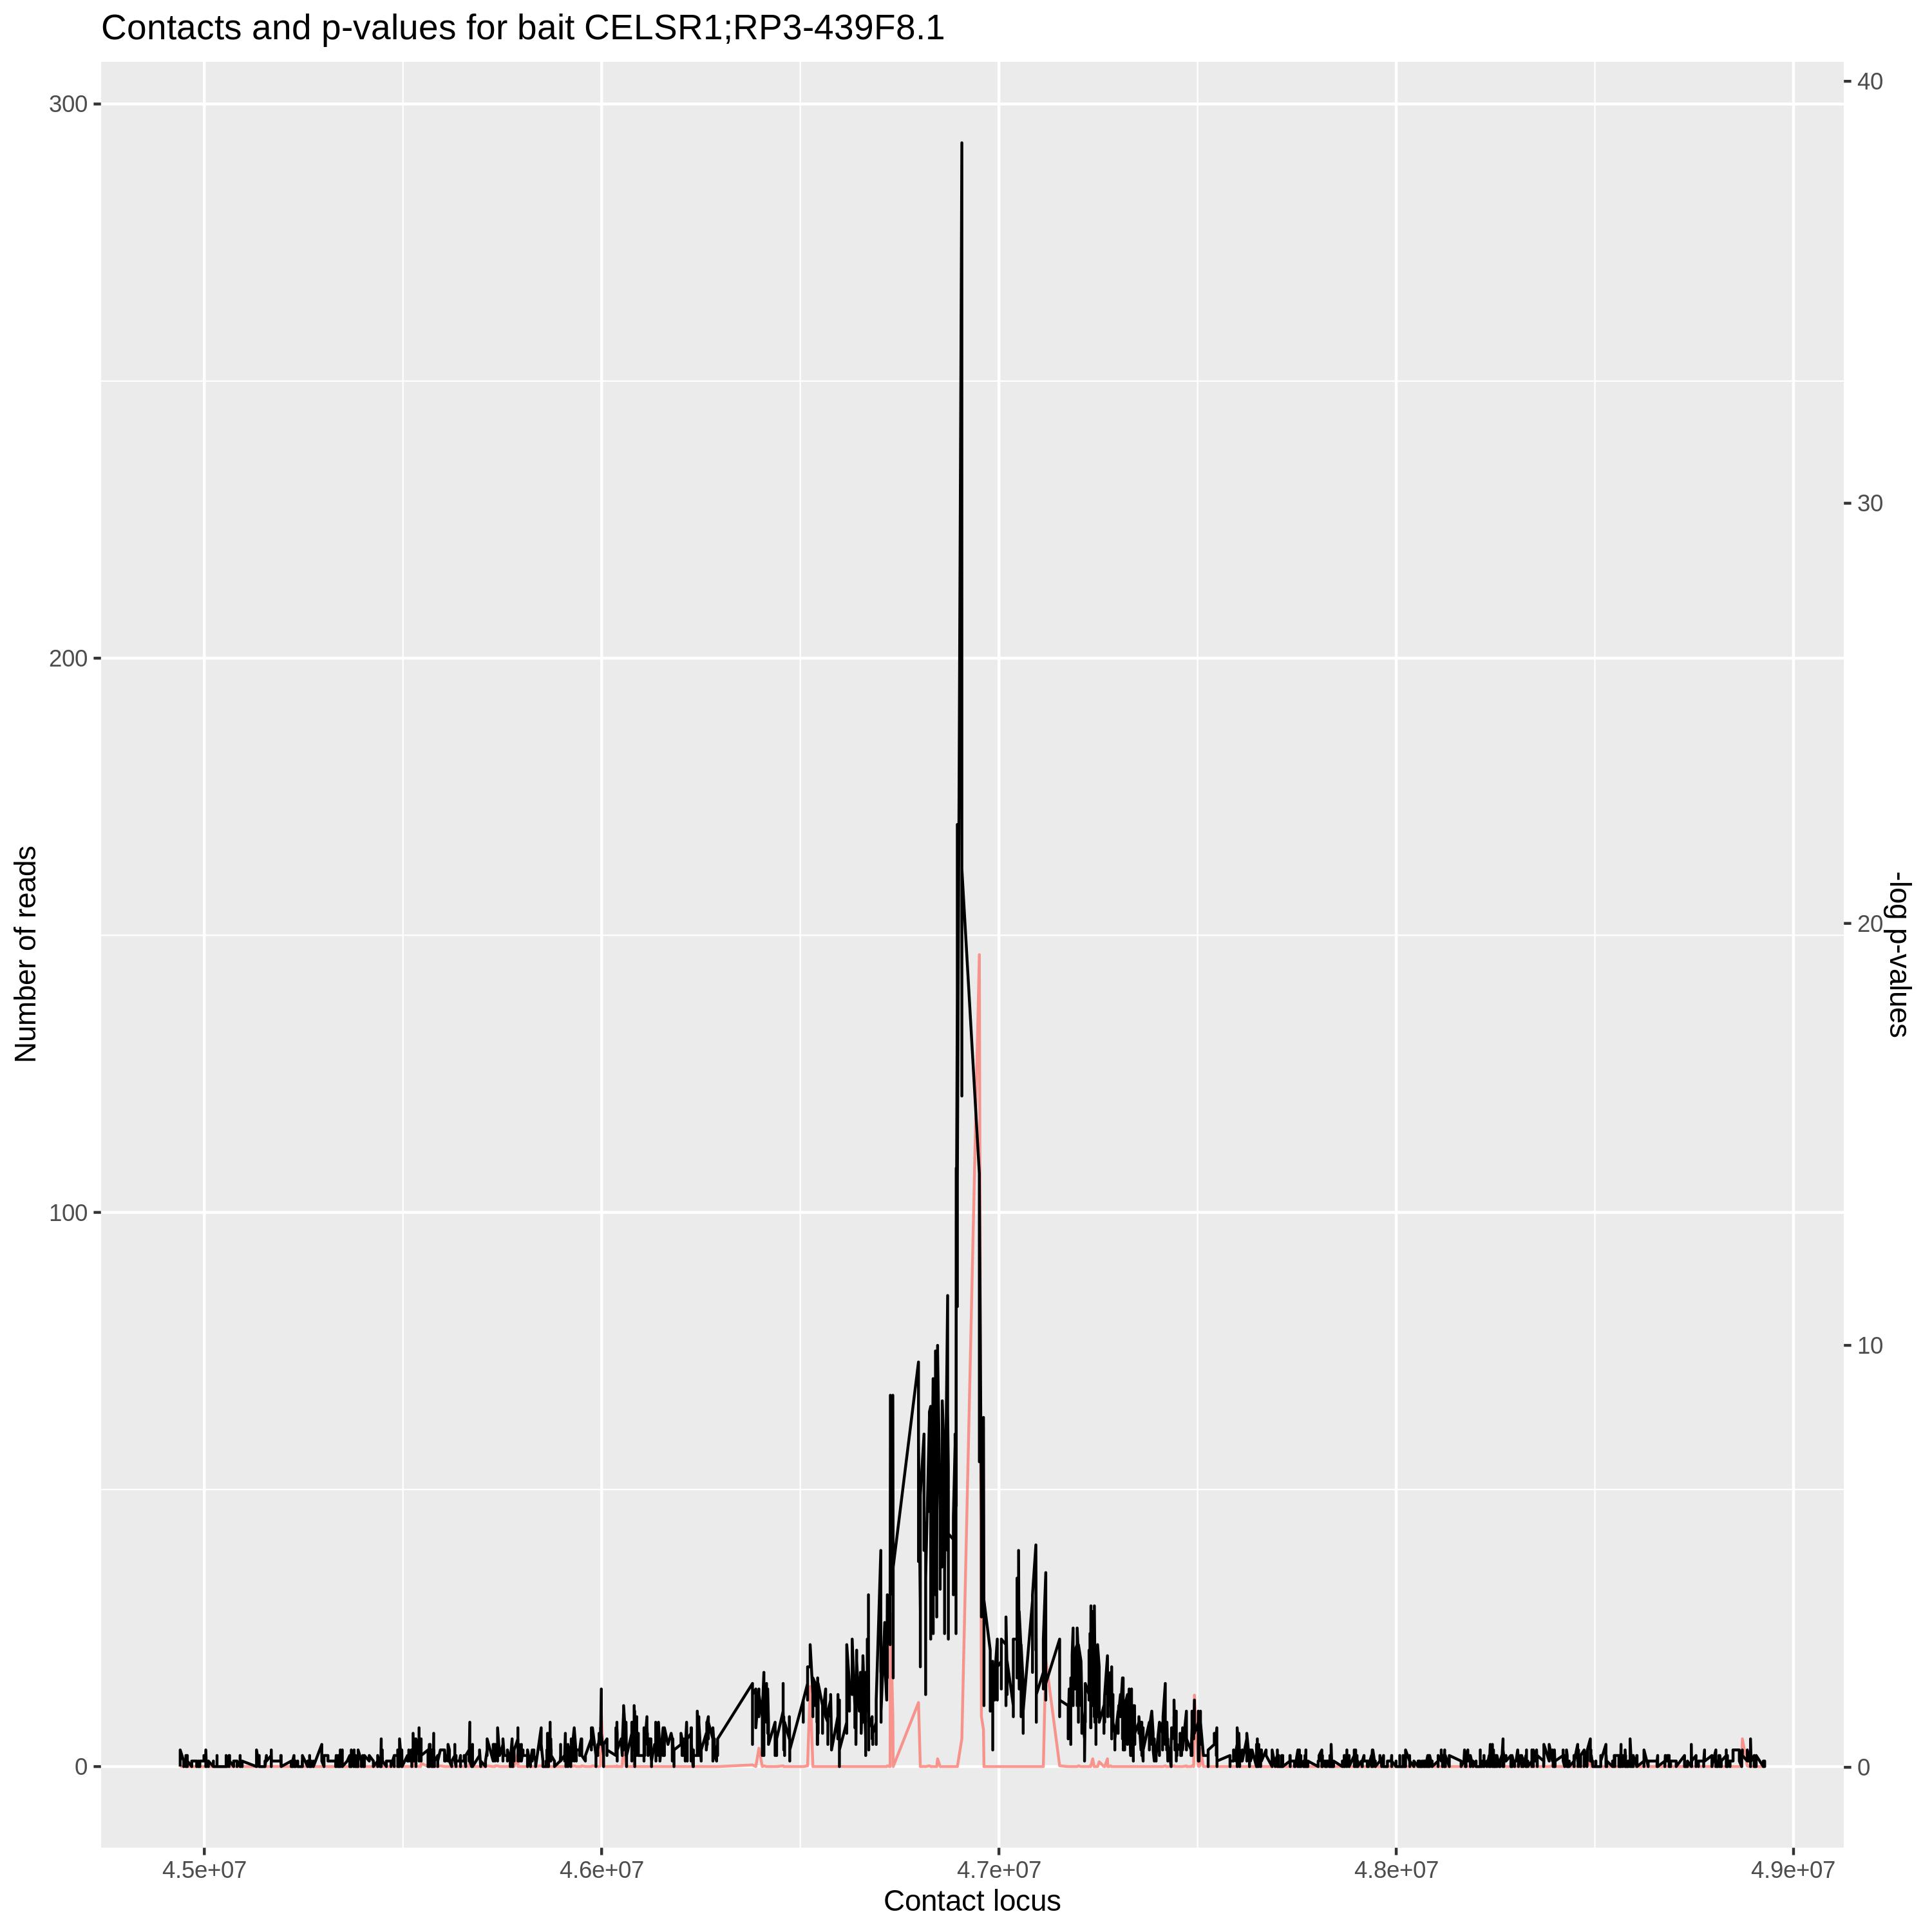 Contacts and p-values for bait CELSR1;RP3-439F8.1
300
200
100
0
Number of reads
40
30
20
10
0
-log p-values
4.5e+07
4.6e+07
4.7e+07
4.8e+07
4.9e+07
Contact locus